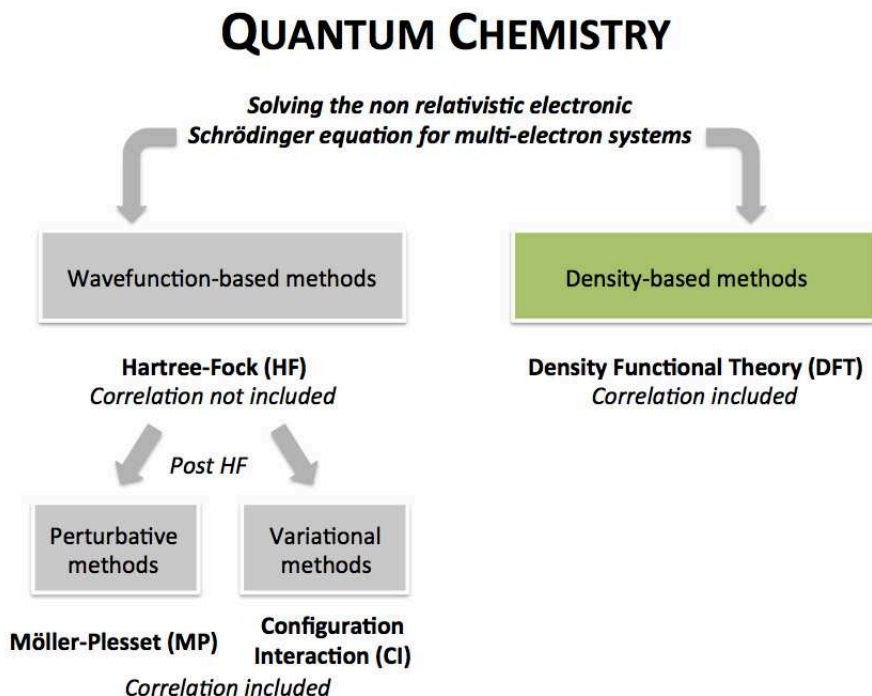 QUANTUM CHEMISTRY
Solving the non relativistic electronic
Schrödinger equation for multi-electron systems
Wavefunction-based methods
Density-based methods
Hartree-Fock (HF)
Correlation not included
Density Functional Theory (DFT)
Correlation included
Post HF
Perturbative
methods
Variational
methods
Möller-Plesset (MP)
Configuration
Interaction (CI)
Correlation included